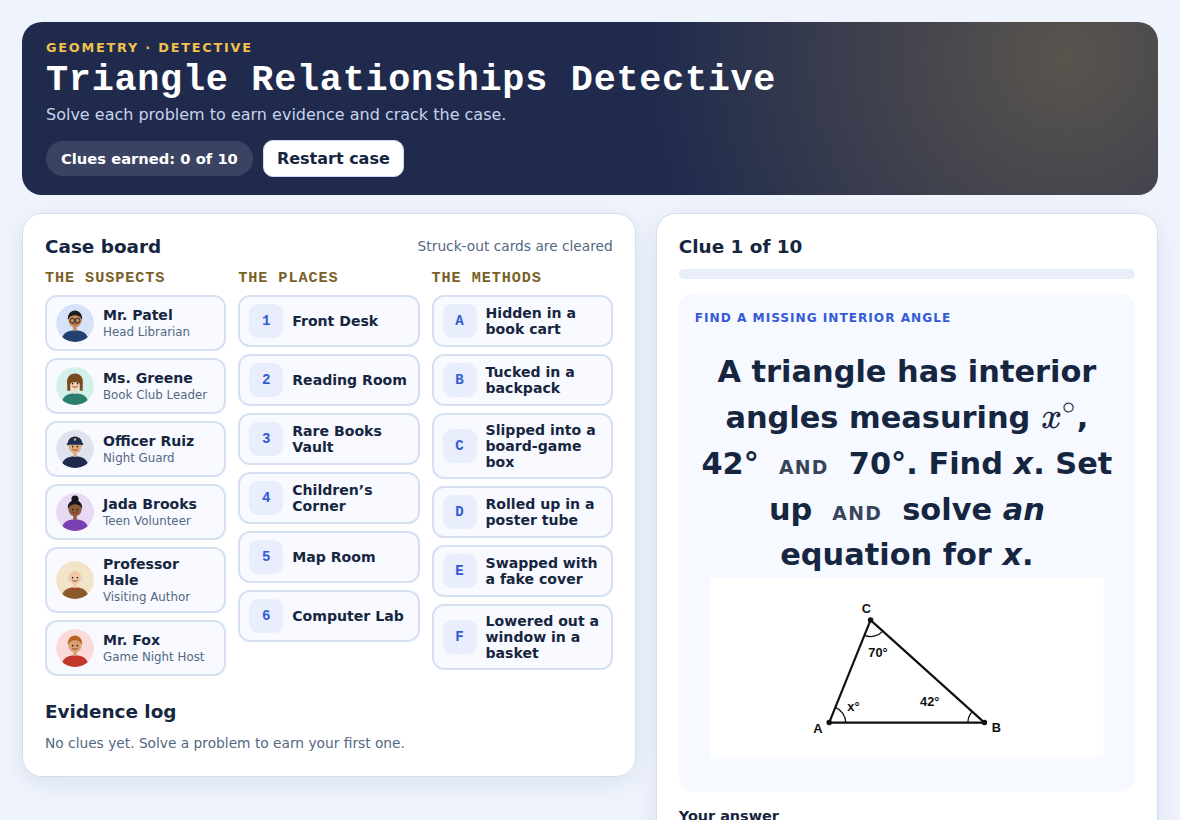 GEOMETRY · DETECTIVE
Triangle Relationships Detective
Solve each problem to earn evidence and crack the case.
Clues earned: 0 of 10
Restart case
Case board
Struck-out cards are cleared
THE SUSPECTS
Mr. Patel
Head Librarian
Ms. Greene
Book Club Leader
Officer Ruiz
Night Guard
Jada Brooks
Teen Volunteer
Professor
Hale
Visiting Author
Mr. Fox
Game Night Host
THE PLACES
1 Front Desk
2 Reading Room
3 Rare Books
Vault
4 Children’s
Corner
5 Map Room
6 Computer Lab
THE METHODS
A Hidden in a
book cart
B Tucked in a
backpack
C Slipped into a
board-game
box
D Rolled up in a
poster tube
E Swapped with
a fake cover
F Lowered out a
window in a
basket
Evidence log
No clues yet. Solve a problem to earn your first one.
Clue 1 of 10
FIND A MISSING INTERIOR ANGLE
A triangle has interior
angles measuring x°,
42° AND 70°. Find x. Set
up AND solve an
equation for x.
C
70°
x°
42°
A
B
Your answer